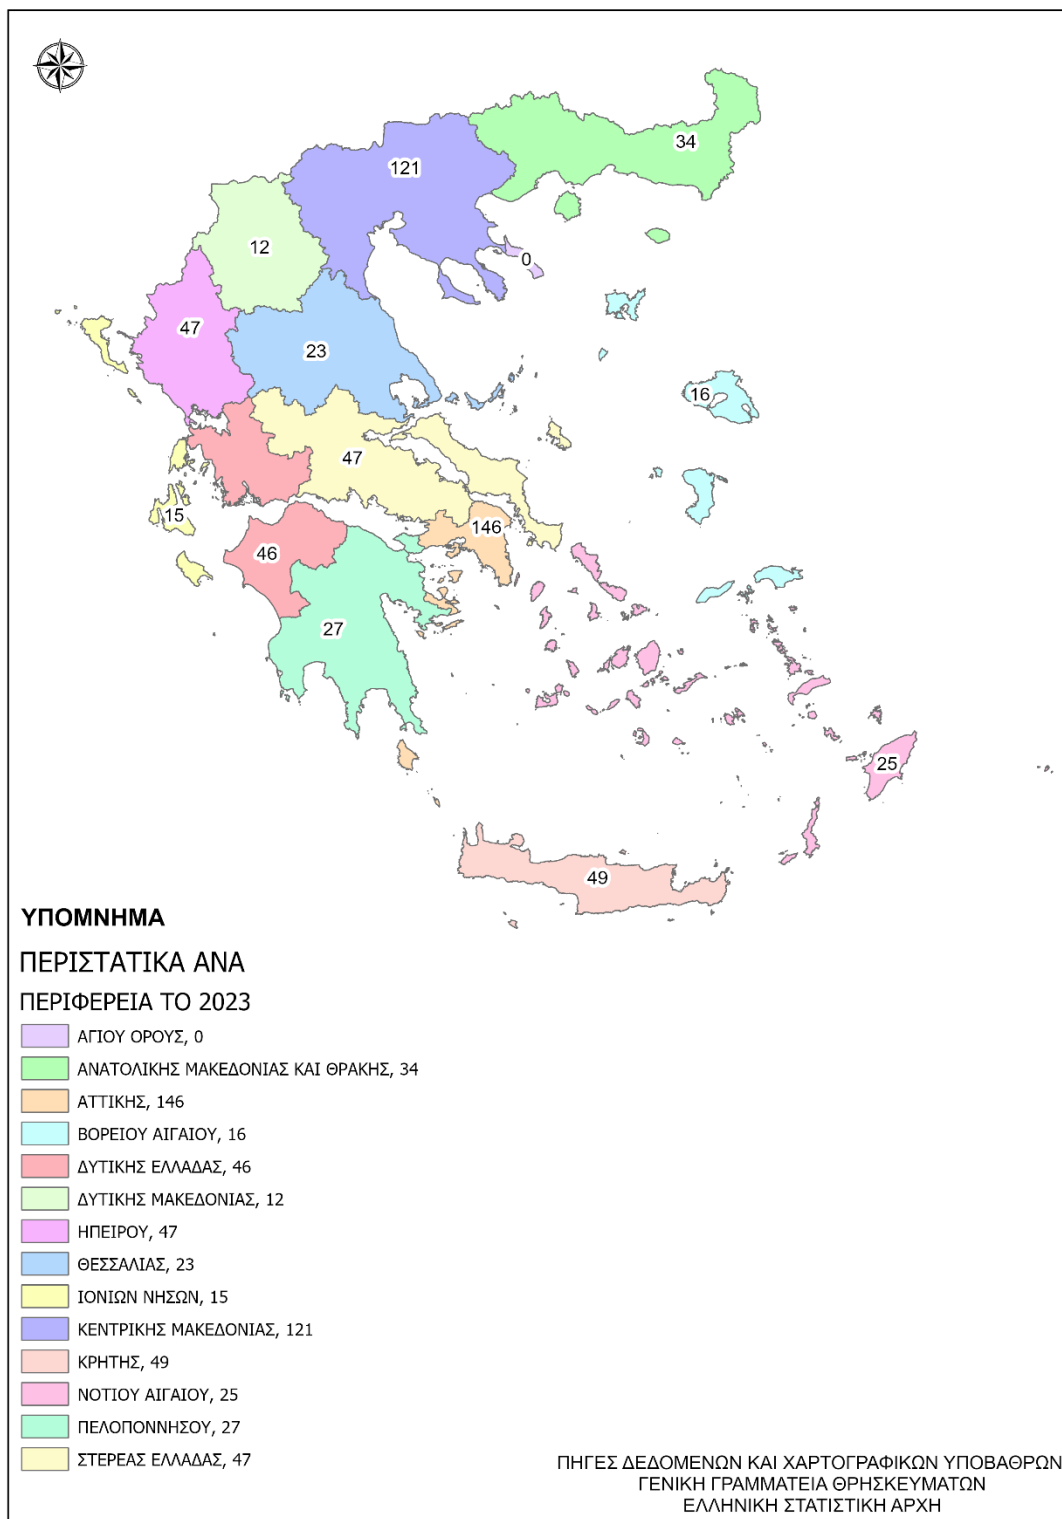 34
121
12
0
47
23
16
47
15
146
46
27
25
49
ΥΠΟΜΝΗΜΑ
ΠΕΡΙΣΤΑΤΙΚΑ ΑΝΑ
ΠΕΡΙΦΕΡΕΙΑ ΤΟ 2023
ΑΓΙΟΥ ΟΡΟΥΣ, 0
ΑΝΑΤΟΛΙΚΗΣ ΜΑΚΕΔΟΝΙΑΣ ΚΑΙ ΘΡΑΚΗΣ, 34
ΑΤΤΙΚΗΣ, 146
ΒΟΡΕΙΟΥ ΑΙΓΑΙΟΥ, 16
ΔΥΤΙΚΗΣ ΕΛΛΑΔΑΣ, 46
ΔΥΤΙΚΗΣ ΜΑΚΕΔΟΝΙΑΣ, 12
ΗΠΕΙΡΟΥ, 47
ΘΕΣΣΑΛΙΑΣ, 23
ΙΟΝΙΩΝ ΝΗΣΩΝ, 15
ΚΕΝΤΡΙΚΗΣ ΜΑΚΕΔΟΝΙΑΣ, 121
ΚΡΗΤΗΣ, 49
ΝΟΤΙΟΥ ΑΙΓΑΙΟΥ, 25
ΠΕΛΟΠΟΝΝΗΣΟΥ, 27
ΣΤΕΡΕΑΣ ΕΛΛΑΔΑΣ, 47
ΠΗΓΕΣ ΔΕΔΟΜΕΝΩΝ ΚΑΙ ΧΑΡΤΟΓΡΑΦΙΚΩΝ ΥΠΟΒΑΘΡΩΝ
ΓΕΝΙΚΗ ΓΡΑΜΜΑΤΕΙΑ ΘΡΗΣΚΕΥΜΑΤΩΝ
ΕΛΛΗΝΙΚΗ ΣΤΑΤΙΣΤΙΚΗ ΑΡΧΗ